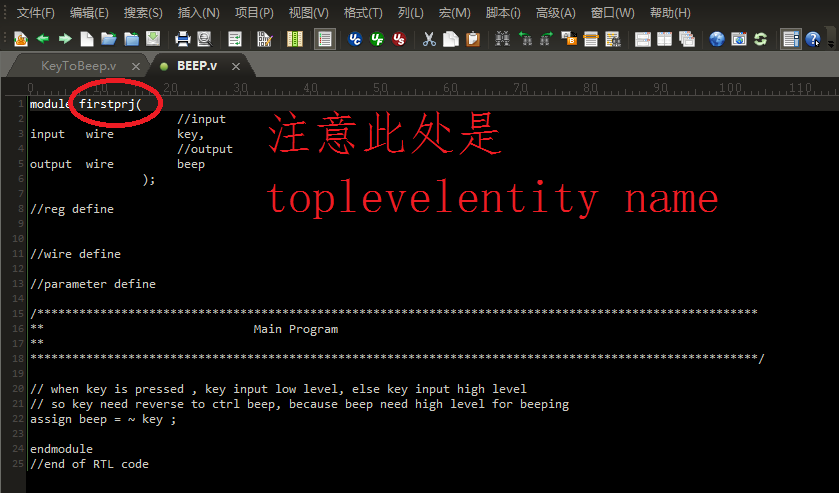 文件(F) 编辑(E) 搜索(S) 插入(N) 项目(P) 视图(V) 格式(T) 列(L) 宏(M) 脚本(i) 高级(A) 窗口(W) 帮助(H)
KeyToBeep.v BEEP.v
0 10 20 30 40 50 60 70 80 90 100 110
1 module firstprj(
2 //input
3 input wire key,
4 //output
5 output wire beep
6 );
7
8 //reg define
9
10
11 //wire define
12
13 //parameter define
14
15 /*******************************************************************************************************
16 ** Main Program
17 **
18 ********************************************************************************************************/
19
20 // when key is pressed , key input low level, else key input high level
21 // so key need reverse to ctrl beep, because beep need high level for beeping
22 assign beep = ~ key ;
23
24 endmodule
25 //end of RTL code
注意此处是
toplevelentity name